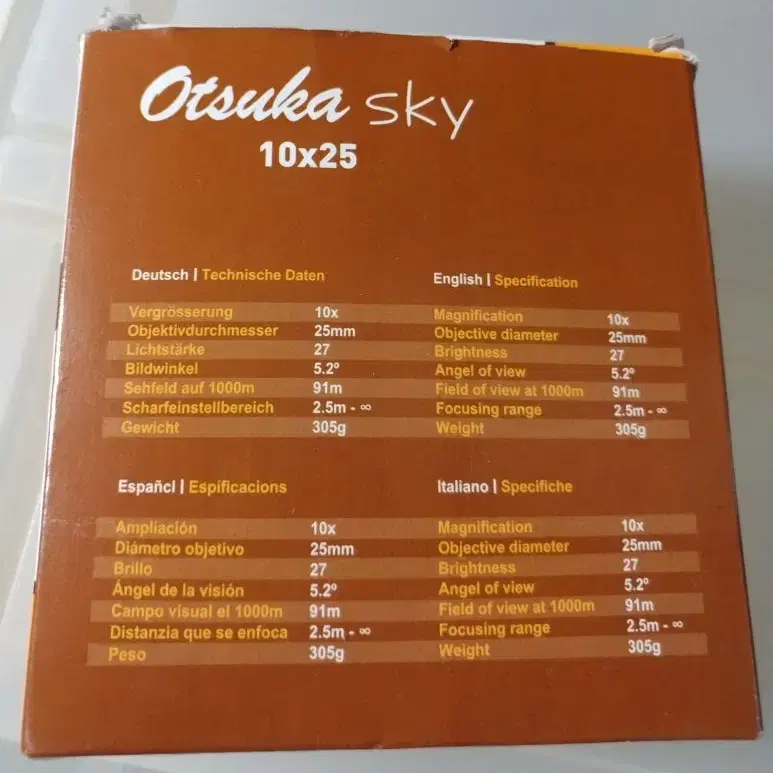 Otsuka sky
10x25
Deutsch | Technische Daten
Vergrösserung 10x
Objektivdurchmesser 25mm
Lichtstärke 27
Bildwinkel 5.2º
Sehfeld auf 1000m 91m
Scharfeinstellbereich 2.5m - ∞
Gewicht 305g
English | Specification
Magnification 10x
Objective diameter 25mm
Brightness 27
Angel of view 5.2º
Field of view at 1000m 91m
Focusing range 2.5m - ∞
Weight 305g
Españcl | Espificacions
Ampliación 10x
Diámetro objetivo 25mm
Brillo 27
Ángel de la visión 5.2º
Campo visual el 1000m 91m
Distanzia que se enfoca 2.5m - ∞
Peso 305g
Italiano | Specifiche
Magnification 10x
Objective diameter 25mm
Brightness 27
Angel of view 5.2º
Field of view at 1000m 91m
Focusing range 2.5m - ∞
Weight 305g